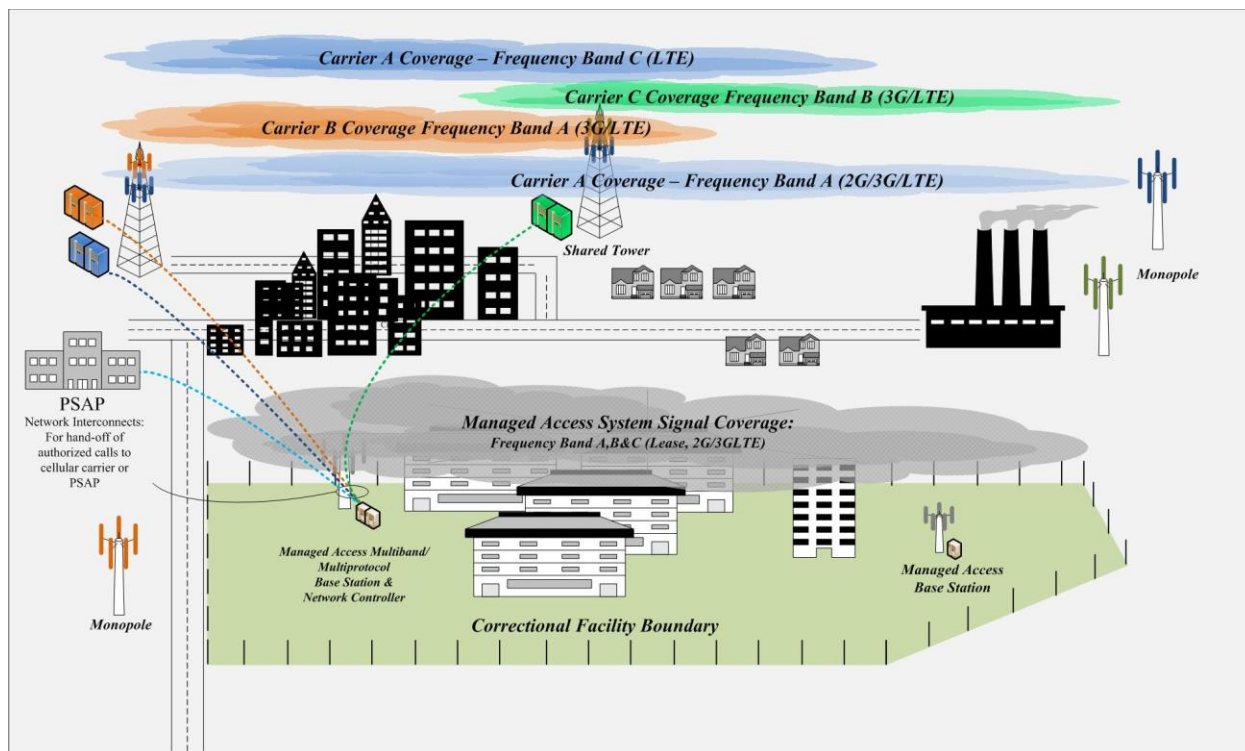 Carrier A Coverage – Frequency Band C (LTE)
Carrier C Coverage Frequency Band B (3G/LTE)
Carrier B Coverage Frequency Band A (3G/LTE)
Carrier A Coverage – Frequency Band A (2G/3G/LTE)
Shared Tower
Monopole
PSAP
Network Interconnects:
For hand-off of
authorized calls to
cellular carrier or
PSAP
Managed Access System Signal Coverage:
Frequency Band A,B&C (Lease, 2G/3GLTE)
Managed Access Multiband/
Multiprotocol
Base Station &
Network Controller
Managed Access
Base Station
Monopole
Correctional Facility Boundary